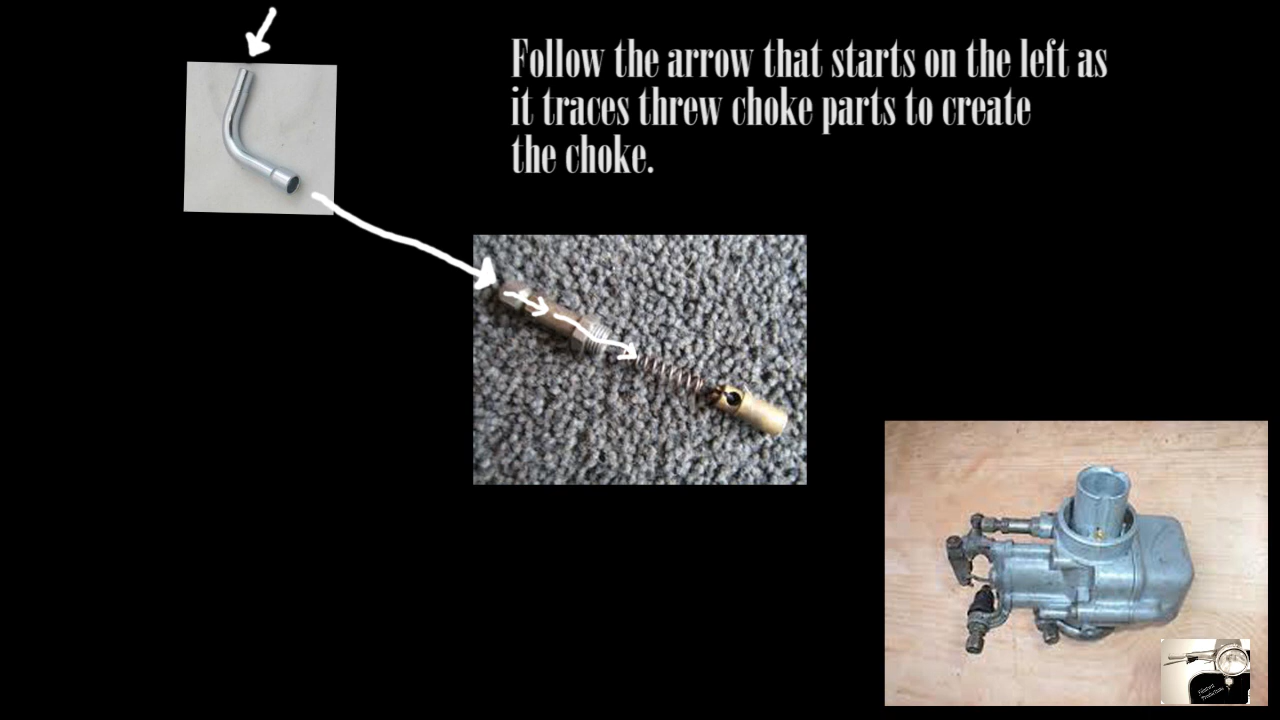 Follow the arrow that starts on the left as
it traces threw choke parts to create
the choke.